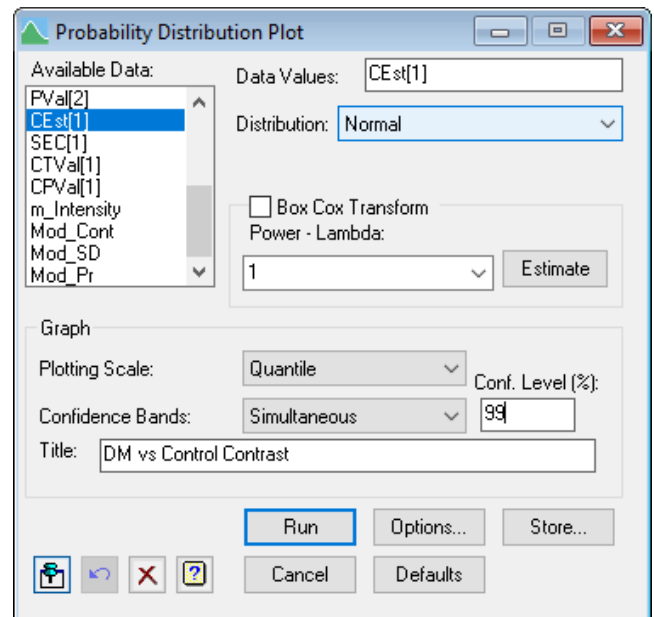 Probability Distribution Plot
Available Data:
PVal[2]
CEst[1]
SEC[1]
CTVal[1]
CPVal[1]
m_Intensity
Mod_Cont
Mod_SD
Mod_Pr
Data Values: CEst[1]
Distribution: Normal
Box Cox Transform
Power - Lambda:
1 Estimate
Graph
Plotting Scale: Quantile
Conf. Level (%):
Confidence Bands: Simultaneous 99
Title: DM vs Control Contrast
Run Options... Store...
Cancel Defaults
?